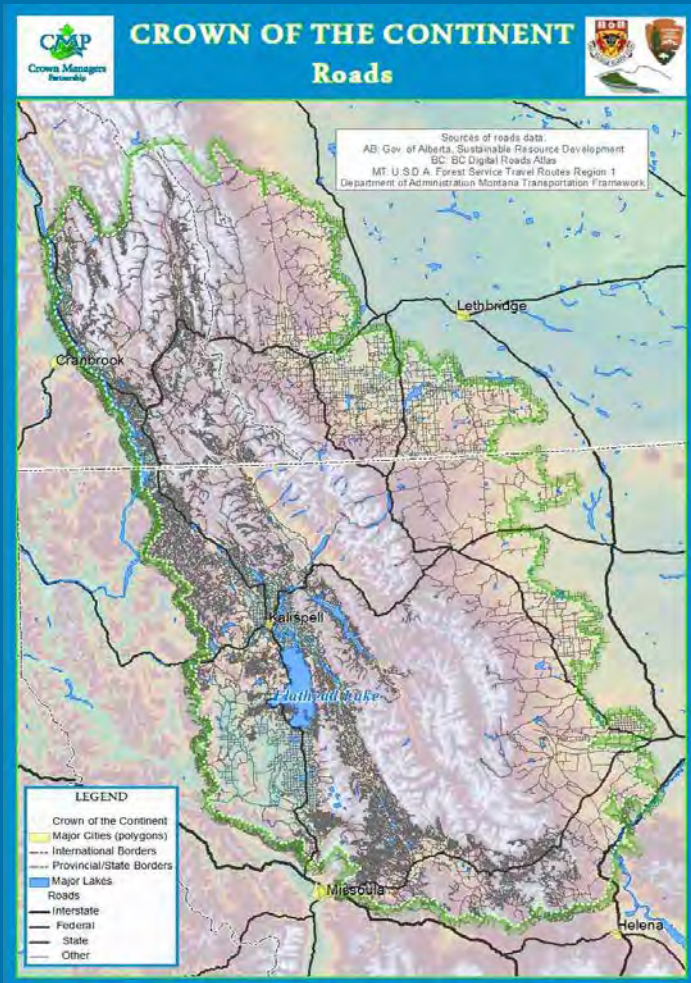 CMP
Crown Managers
Partnership
CROWN OF THE CONTINENT
Roads
Sources of roads data:
AB: Gov. of Alberta, Sustainable Resource Development
BC: BC Digital Roads Atlas
MT: U.S.D.A. Forest Service Travel Routes Region 1
Department of Administration Montana Transportation Framework
Lethbridge
Cranbrook
Kalispell
Flathead Lake
LEGEND
Crown of the Continent
Major Cities (polygons)
International Borders
Provincial/State Borders
Major Lakes
Roads
Interstate
Federal
State
Other
Missoula
Helena